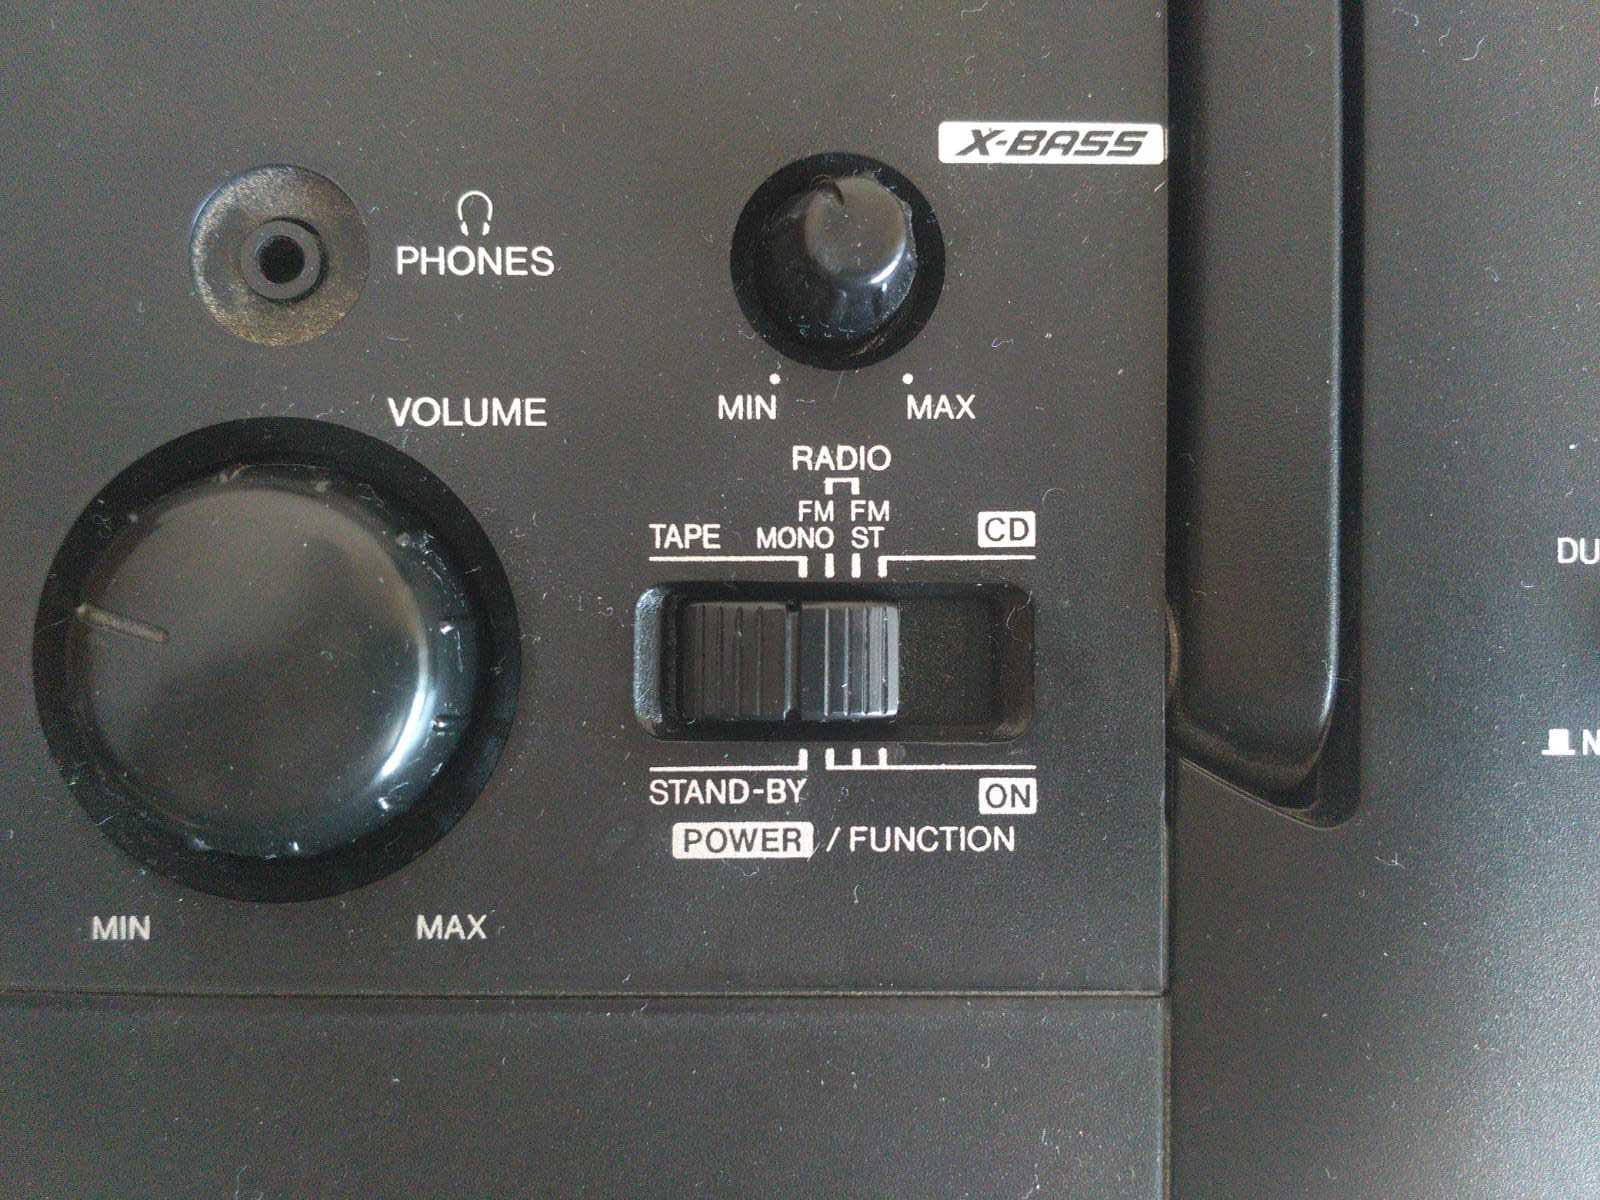 X-BASS
PHONES
MIN MAX
VOLUME
RADIO
FM FM
TAPE MONO ST CD
DU
N
STAND-BY ON
POWER / FUNCTION
MIN MAX